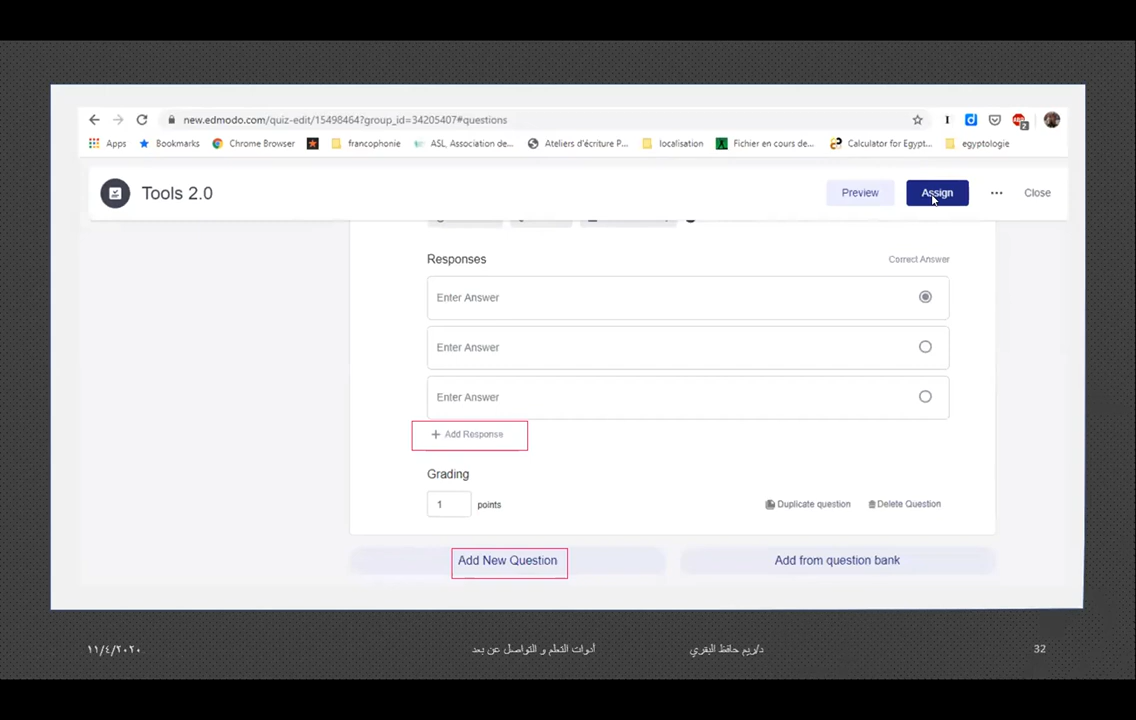 new.edmodo.com/quiz-edit/15498464?group_id=34205407#questions
Apps Bookmarks Chrome Browser francophonie ASL, Association de... Ateliers d'écriture P... localisation Fichier en cours de... Calculator for Egypt... egyptologie
Tools 2.0 Preview Assign ... Close
Responses Correct Answer
Enter Answer
Enter Answer
Enter Answer
+ Add Response
Grading
1 points Duplicate question Delete Question
Add New Question Add from question bank
١١/٤/٢٠٢٠ أدوات التعلم و التواصل عن بعد د/ريم حافظ البقري 32